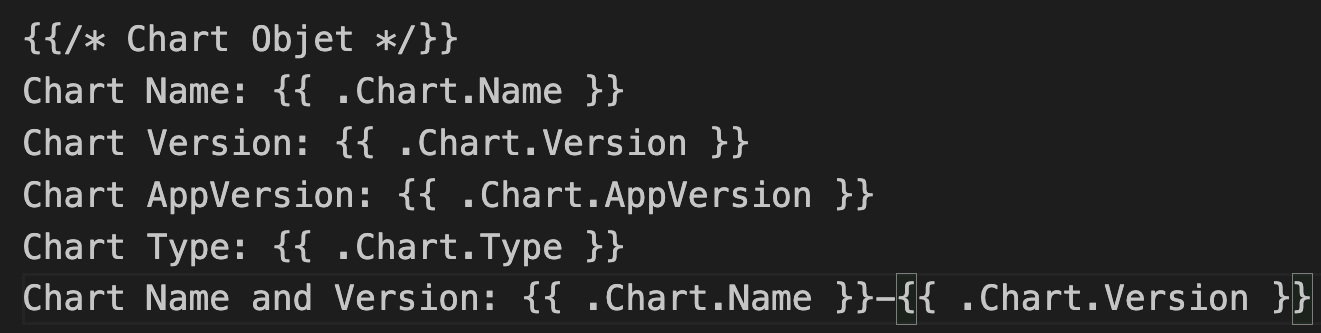 {{/* Chart Objet */}}
Chart Name: {{ .Chart.Name }}
Chart Version: {{ .Chart.Version }}
Chart AppVersion: {{ .Chart.AppVersion }}
Chart Type: {{ .Chart.Type }}
Chart Name and Version: {{ .Chart.Name }}-{{ .Chart.Version }}